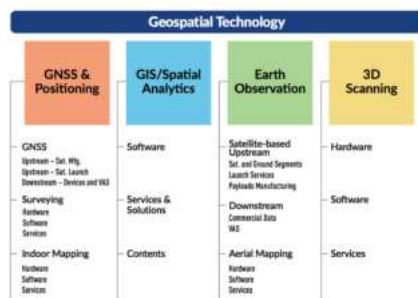 Geospatial Technology
GNSS &
Positioning
GNSS
Upstream – Sat. Mfg.
Upstream – Sat. Launch
Downstream – Devices and VAS
Surveying
Hardware
Software
Services
Indoor Mapping
Hardware
Software
Services
GIS/Spatial
Analytics
Software
Services &
Solutions
Contents
Earth
Observation
Satellite-based
Upstream
Sat. and Ground Segments
Launch Services
Payloads Manufacturing
Downstream
Commercial Data
VAS
Aerial Mapping
Hardware
Software
Services
3D
Scanning
Hardware
Software
Services